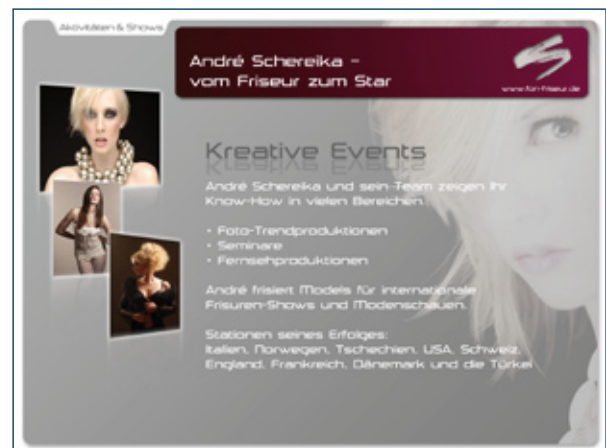 Aktivitäten & Shows
André Schereika –
vom Friseur zum Star
www.fon-friseur.de
Kreative Events
André Schereika und sein Team zeigen Ihr
Know-How in vielen Bereichen.
• Foto-Trendproduktionen
• Seminare
• Fernsehproduktionen
André frisiert Models für internationale
Frisuren-Shows und Modenschauen.
Stationen seines Erfolges:
Italien, Norwegen, Tschechien, USA, Schweiz,
England, Frankreich, Dänemark und die Türkei